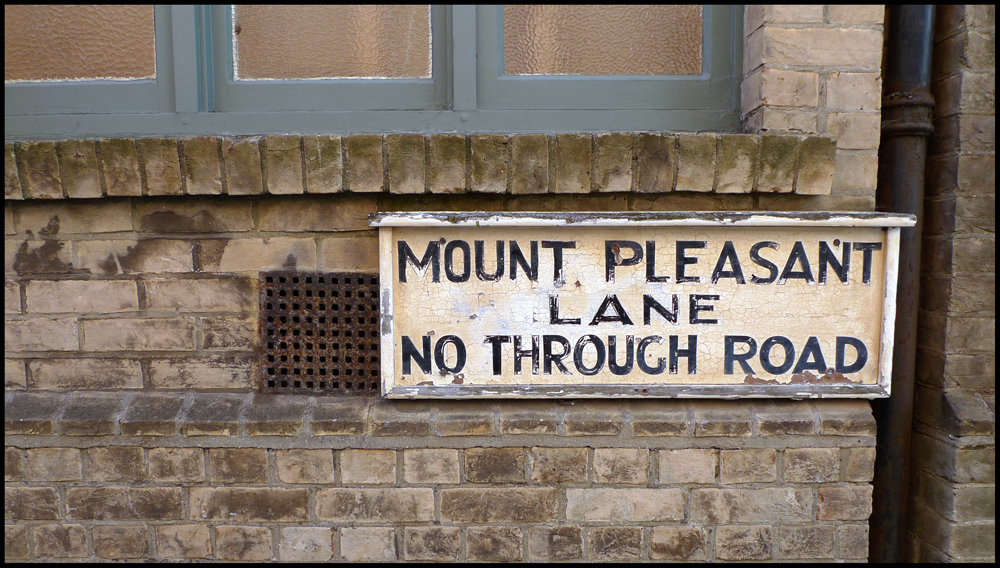 MOUNT PLEASANT
LANE
NO THROUGH ROAD